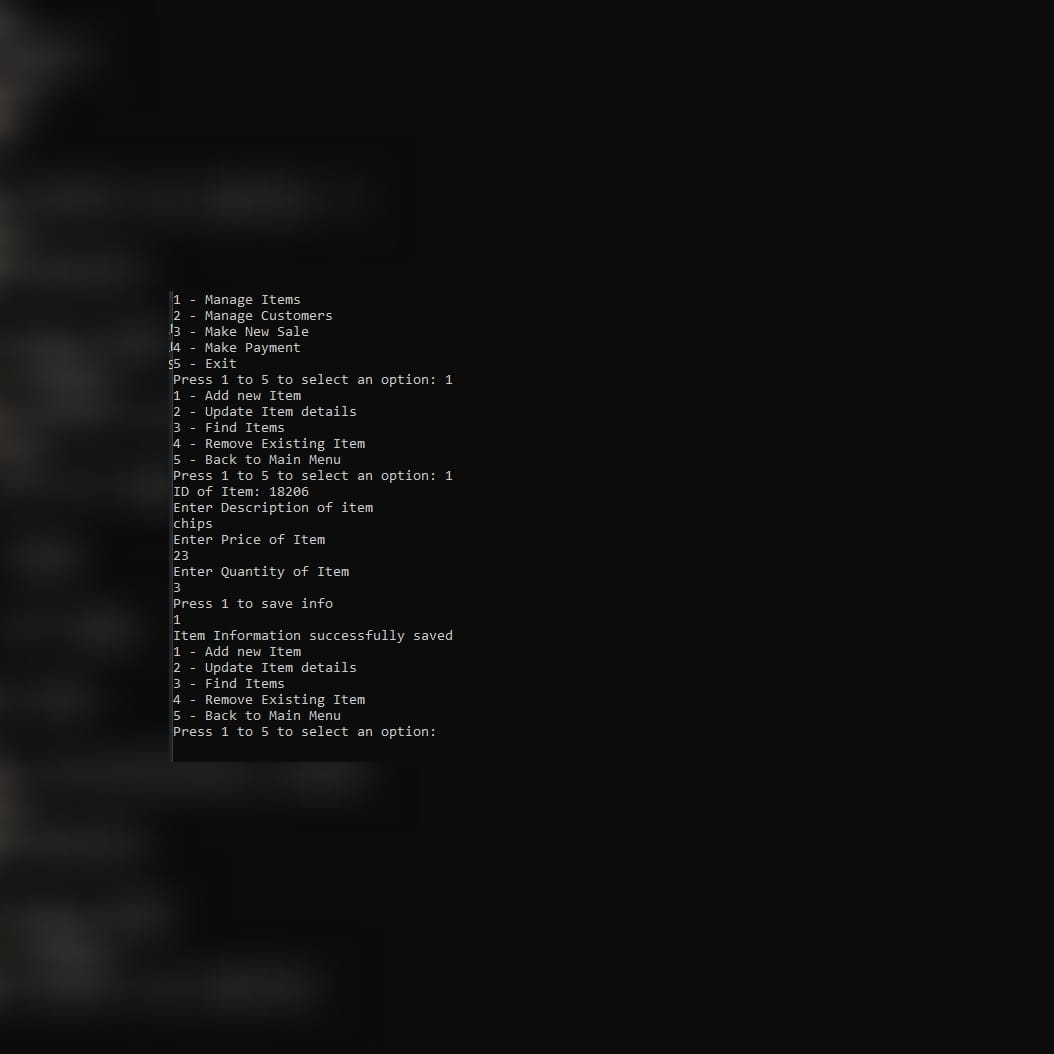 1 - Manage Items
2 - Manage Customers
3 - Make New Sale
4 - Make Payment
5 - Exit
Press 1 to 5 to select an option: 1
1 - Add new Item
2 - Update Item details
3 - Find Items
4 - Remove Existing Item
5 - Back to Main Menu
Press 1 to 5 to select an option: 1
ID of Item: 18206
Enter Description of item
chips
Enter Price of Item
23
Enter Quantity of Item
3
Press 1 to save info
1
Item Information successfully saved
1 - Add new Item
2 - Update Item details
3 - Find Items
4 - Remove Existing Item
5 - Back to Main Menu
Press 1 to 5 to select an option: